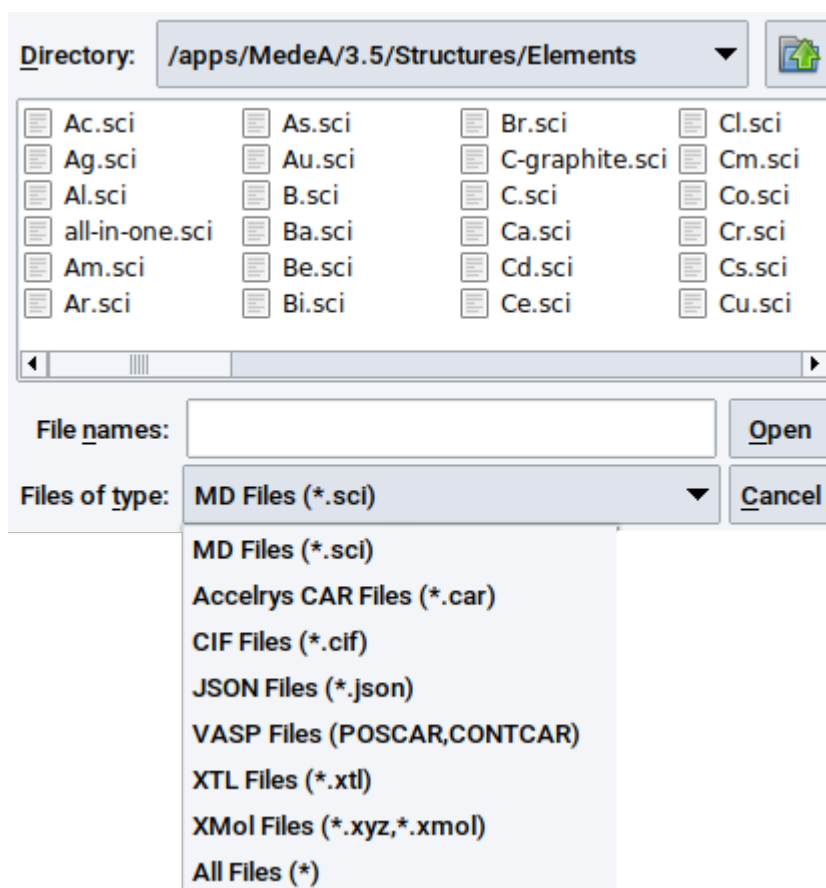 Directory: /apps/MedeA/3.5/Structures/Elements
Ac.sci As.sci Br.sci Cl.sci
Ag.sci Au.sci C-graphite.sci Cm.sci
Al.sci B.sci C.sci Co.sci
all-in-one.sci Ba.sci Ca.sci Cr.sci
Am.sci Be.sci Cd.sci Cs.sci
Ar.sci Bi.sci Ce.sci Cu.sci
File names: Open
Files of type: MD Files (*.sci) Cancel
MD Files (*.sci)
Accelrys CAR Files (*.car)
CIF Files (*.cif)
JSON Files (*.json)
VASP Files (POSCAR,CONTCAR)
XTL Files (*.xtl)
XMol Files (*.xyz,*.xmol)
All Files (*)